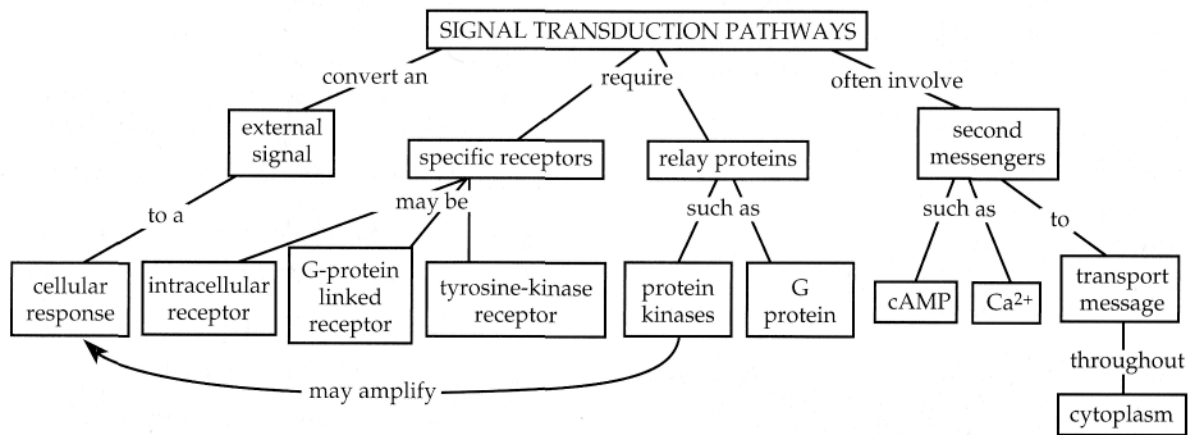 SIGNAL TRANSDUCTION PATHWAYS
convert an
require
often involve
external
signal
specific receptors
relay proteins
second
messengers
to a
may be
such as
such as
to
cellular
response
intracellular
receptor
G-protein
linked
receptor
tyrosine-kinase
receptor
protein
kinases
G
protein
cAMP
Ca²⁺
transport
message
throughout
may amplify
cytoplasm